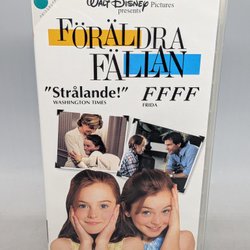 WALT DISNEY Pictures
presents
FÖRÄLDRA
FÄLLAN
"Strålande!" FFFF
WASHINGTON TIMES FRIDA